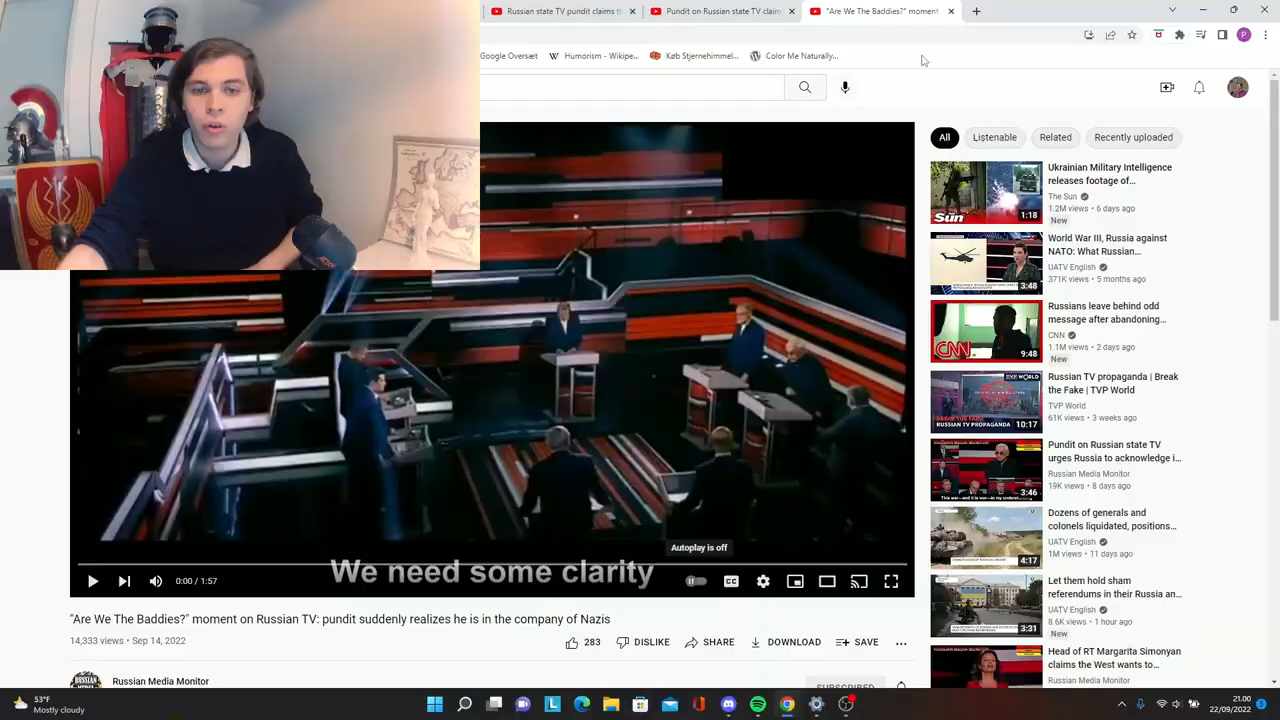 Russian state TV pundit claims th
Pundit on Russian state TV claim
"Are We The Baddies?" moment o
Google Oversæt
Humorism - Wikipe...
Køb Stjernefrø|...
Color Me Naturally...
P
All
Listenable
Related
Recently uploaded
Ukrainian Military Intelligence
releases footage of...
The Sun
1.2M views • 6 days ago
New
Sun
1:18
World War III, Russia against
NATO: What Russian...
UATV English
371K views • 5 months ago
3:48
Russians leave behind odd
message after abandoning...
CNN
1.1M views • 2 days ago
New
CNN
9:48
Russian TV propaganda | Break
the Fake | TVP World
TVP World
61K views • 3 weeks ago
RUSSIAN TV PROPAGANDA
10:17
Pundit on Russian state TV
urges Russia to acknowledge i...
Russian Media Monitor
19K views • 8 days ago
3:46
Dozens of generals and
colonels liquidated, positions...
UATV English
1M views • 11 days ago
4:17
Let them hold sham
referendums in their Russia an...
UATV English
8.6K views • 1 hour ago
New
3:31
Head of RT Margarita Simonyan
claims the West wants to...
Russian Media Monitor
RUSSIAN MEDIA MONITOR
Autoplay is off
We need some clarity.
0:00 / 1:57
CC
"Are We The Baddies?" moment on Russian TV: pundit suddenly realizes he is in the company of Nazis
14,333 views • Sep 14, 2022
283
DISLIKE
SHARE
DOWNLOAD
SAVE
Russian Media Monitor
SUBSCRIBED
53°F
Mostly cloudy
21.00
22/09/2022